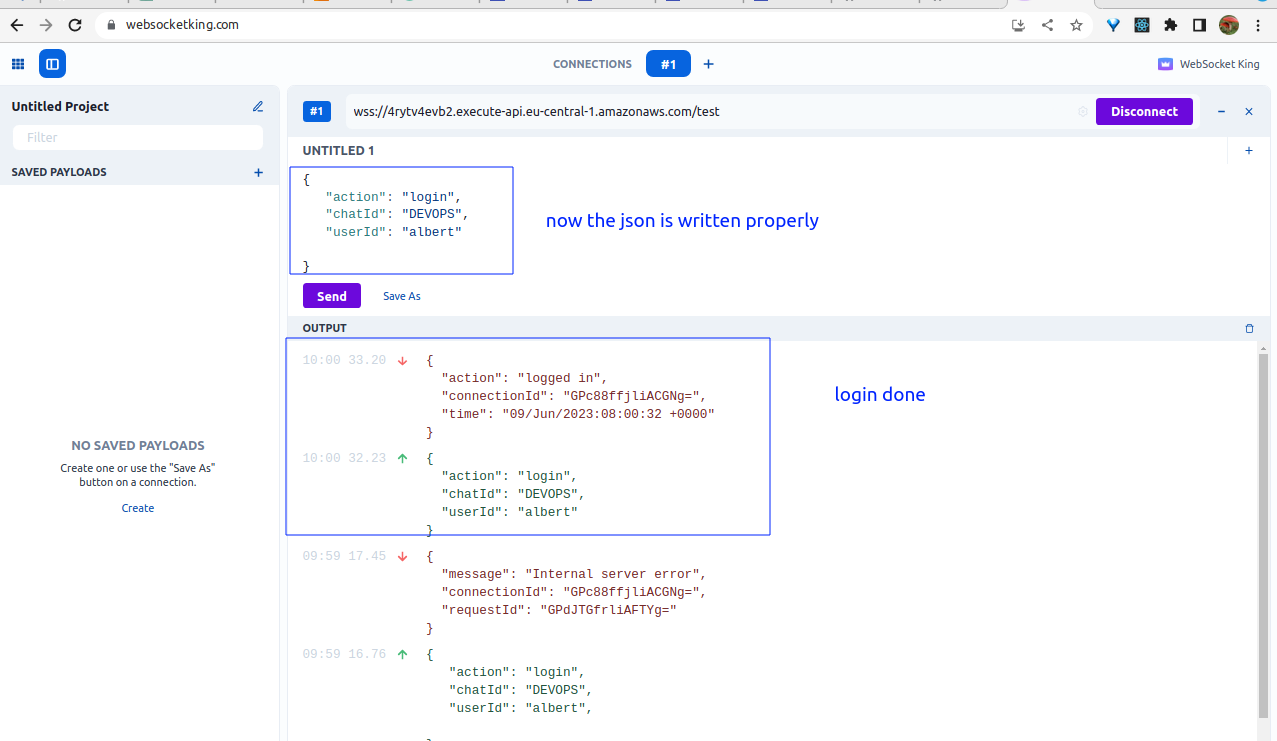 websocketking.com
CONNECTIONS #1 +
WebSocket King
Untitled Project
Filter
SAVED PAYLOADS +
NO SAVED PAYLOADS
Create one or use the "Save As"
button on a connection.
Create
#1 wss://4rytv4evb2.execute-api.eu-central-1.amazonaws.com/test Disconnect
UNTITLED 1
{
"action": "login",
"chatId": "DEVOPS",
"userId": "albert"
}
now the json is written properly
Send Save As
OUTPUT
10:00 33.20 {
"action": "logged in",
"connectionId": "GPc88ffjliACGNg=",
"time": "09/Jun/2023:08:00:32 +0000"
}
login done
10:00 32.23 {
"action": "login",
"chatId": "DEVOPS",
"userId": "albert"
}
09:59 17.45 {
"message": "Internal server error",
"connectionId": "GPc88ffjliACGNg=",
"requestId": "GPdJTGfrliAFTYg="
}
09:59 16.76 {
"action": "login",
"chatId": "DEVOPS",
"userId": "albert",